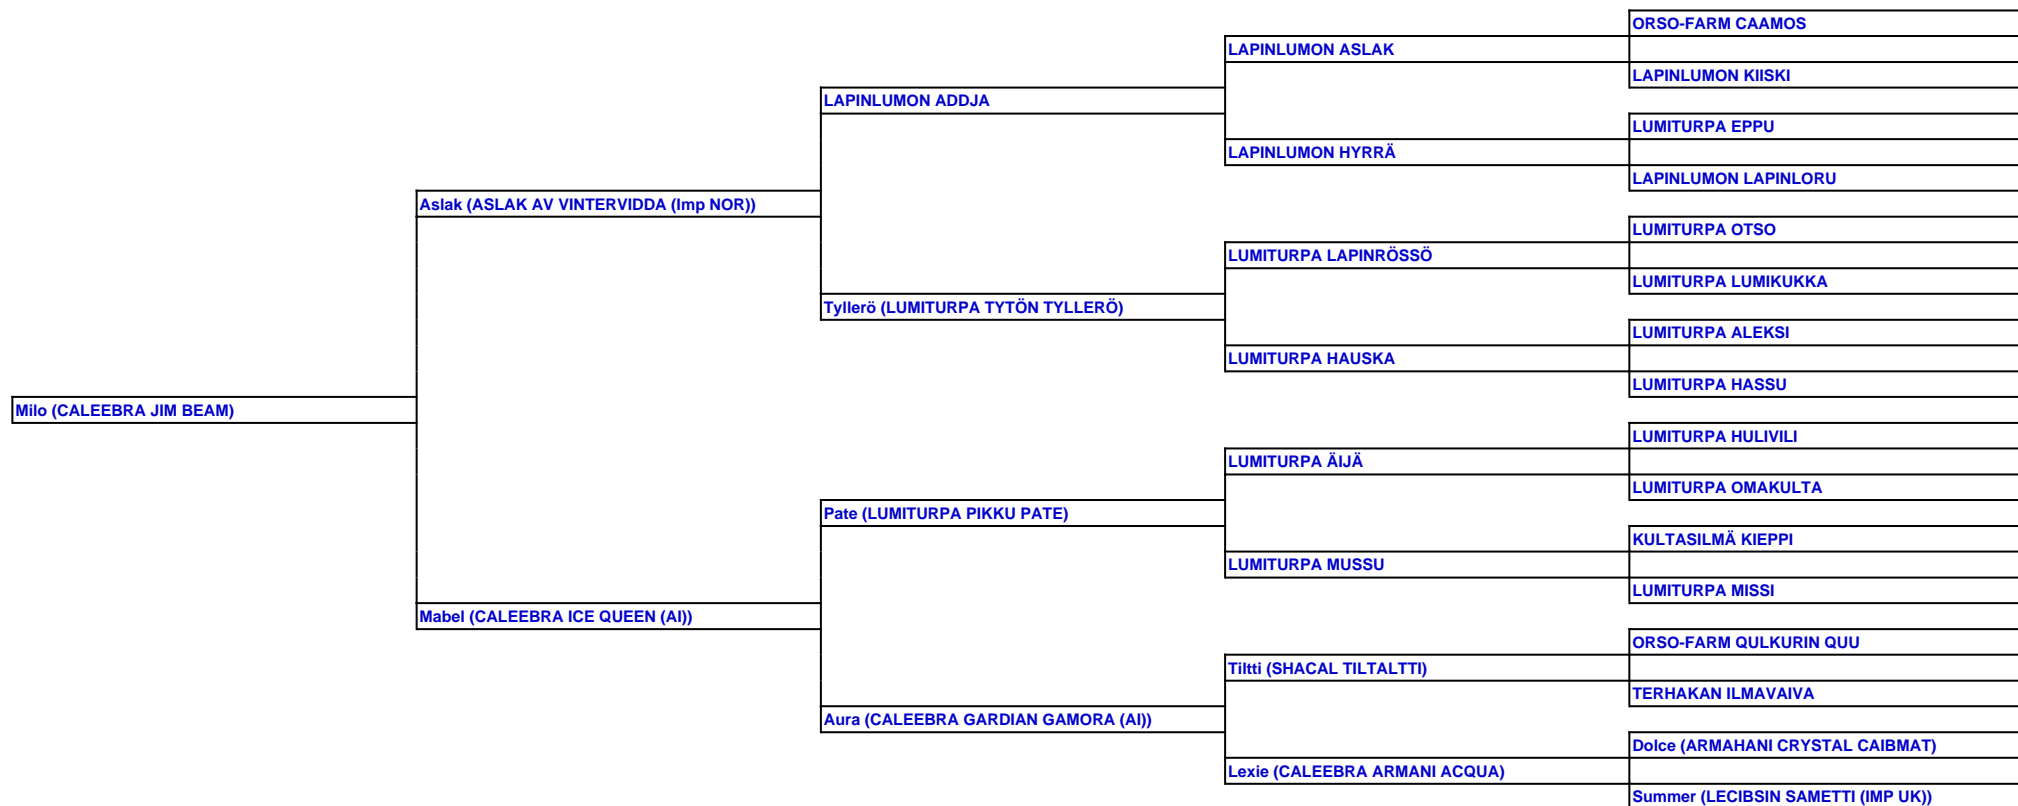 ORSO-FARM CAAMOS
LAPINLUMON ASLAK
LAPINLUMON KIISKI
LAPINLUMON ADDJA
LUMITURPA EPPU
LAPINLUMON HYRRÄ
LAPINLUMON LAPINLORU
Aslak (ASLAK AV VINTERVIDDA (Imp NOR))
LUMITURPA OTSO
LUMITURPA LAPINRÖSSÖ
LUMITURPA LUMIKUKKA
Tyllerö (LUMITURPA TYTÖN TYLLERÖ)
LUMITURPA ALEKSI
LUMITURPA HAUSKA
LUMITURPA HASSU
Milo (CALEEBRA JIM BEAM)
LUMITURPA HULIVILI
LUMITURPA ÄIJÄ
LUMITURPA OMAKULTA
Pate (LUMITURPA PIKKU PATE)
KULTASILMÄ KIEPPI
LUMITURPA MUSSU
LUMITURPA MISSI
Mabel (CALEEBRA ICE QUEEN (AI))
ORSO-FARM QULKURIN QUU
Tiltti (SHACAL TILTALTTI)
TERHAKAN ILMAVAIVA
Aura (CALEEBRA GARDIAN GAMORA (AI))
Dolce (ARMAHANI CRYSTAL CAIBMAT)
Lexie (CALEEBRA ARMANI ACQUA)
Summer (LECIBSIN SAMETTI (IMP UK))